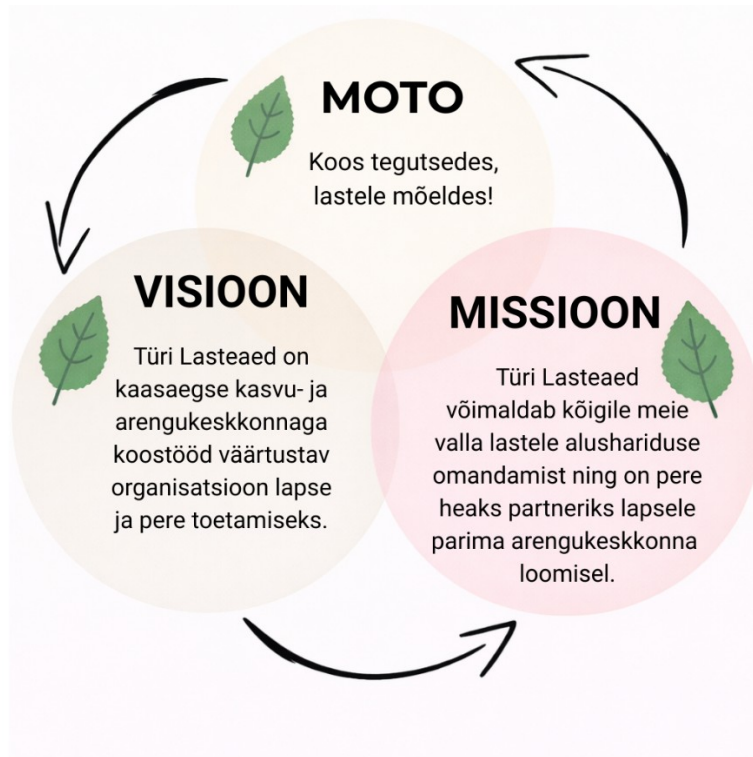 MOTO
Koos tegutsedes,
lastele mõeldes!
VISIOON
Türi Lasteaed on
kaasaegse kasvu- ja
arengukeskkonnaga
koostööd väärtustav
organisatsioon lapse
ja pere toetamiseks.
MISSIOON
Türi Lasteaed
võimaldab kõigile meie
valla lastele alushariduse
omandamist ning on pere
heaks partneriks lapsele
parima arengukeskkonna
loomisel.